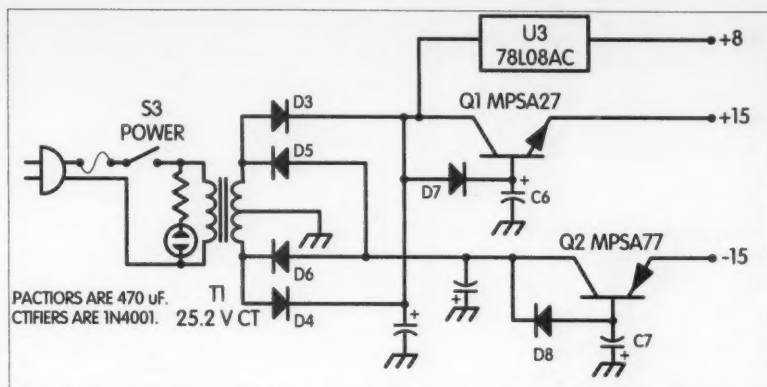 U3
78L08AC
+8
Q1 MPSA27
+15
S3
POWER
D3
D5
D7
+
C6
Q2 MPSA77
-15
D6
D4
T1
25.2 V CT
PACTIORS ARE 470 uF.
CTIFIERS ARE 1N4001.
+
+
D8
C7
+